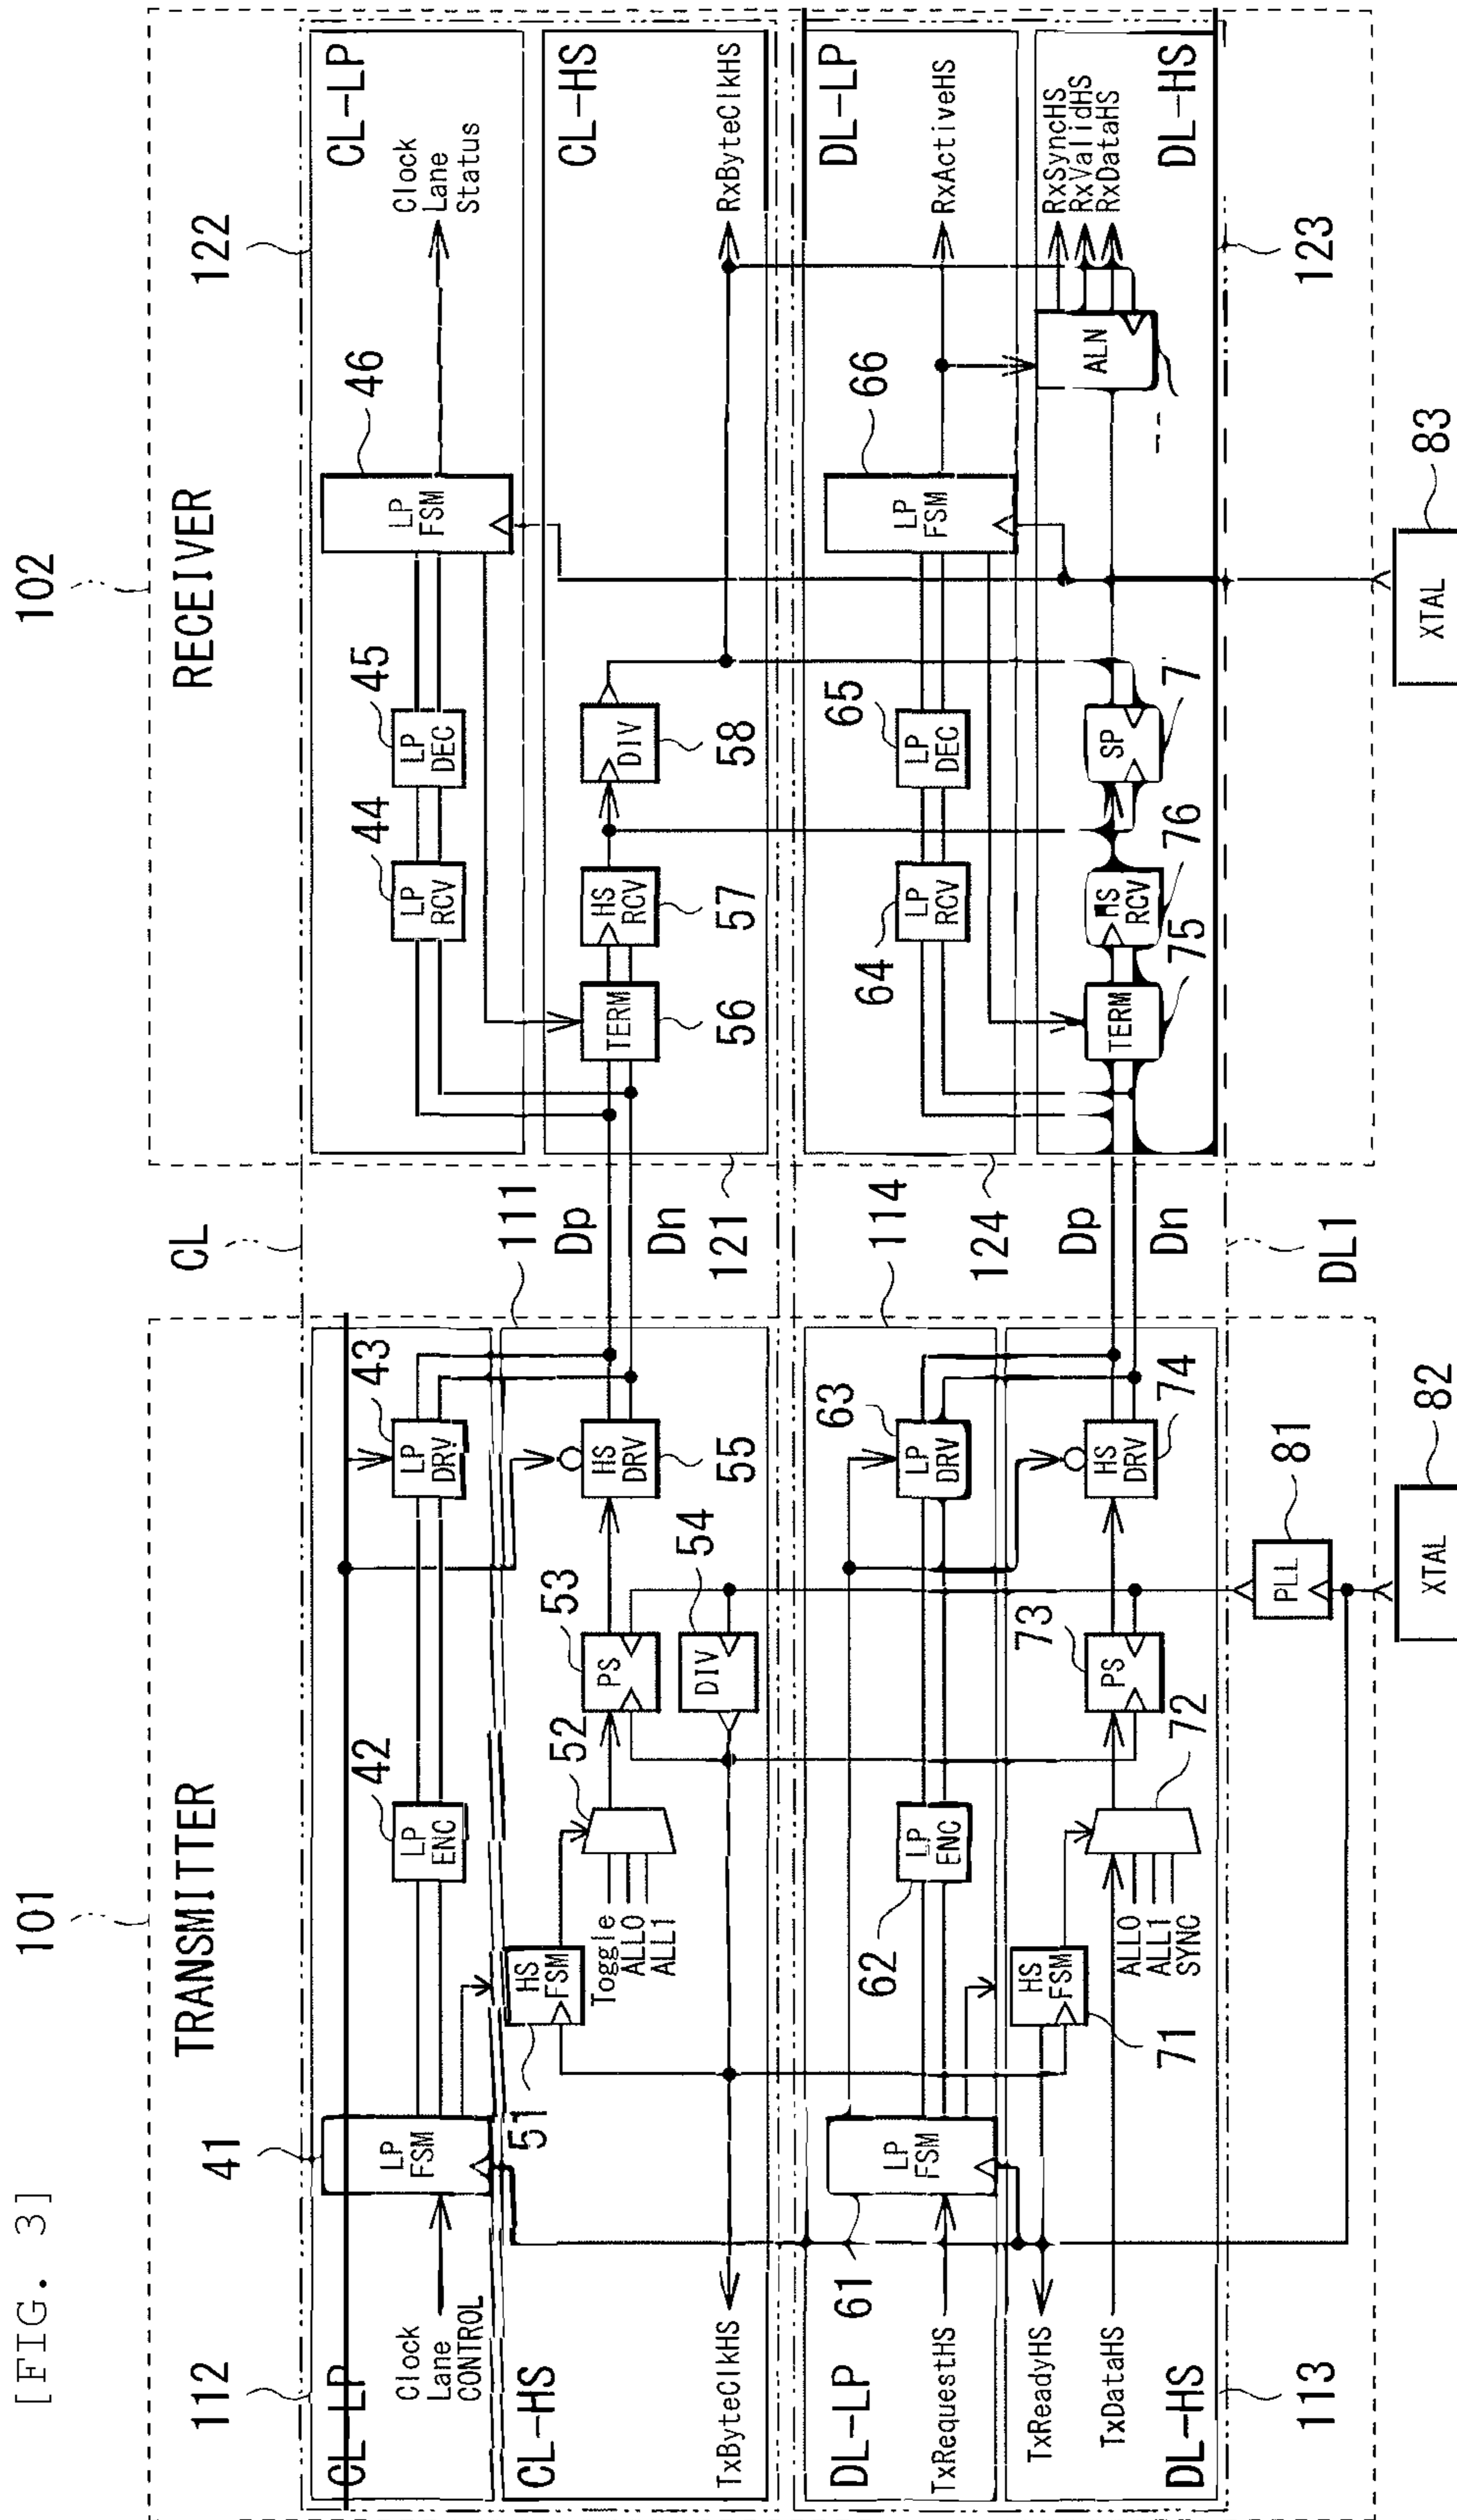 [FIG. 3]
101
102
TRANSMITTER
RECEIVER
112
41
CL
122
CL-LP
Clock
Lane
CONTROL
LP
FSM
42
LP
ENC
43
LP
DRV
44
LP
RCV
45
LP
DEC
46
LP
FSM
Clock
Lane
Status
CL-LP
CL-HS
51
HS
FSM
Toggle
ALL0
ALL1
52
53
PS
54
DIV
HS
DRV
55
111
Dp
Dn
121
TERM
56
HS
RCV
57
DIV
58
CL-HS
TxByteClkHS
RxByteClkHS
DL-LP
TxRequestHS
61
LP
FSM
62
LP
ENC
63
LP
DRV
114
124
64
LP
RCV
65
LP
DEC
66
LP
FSM
RxActiveHS
DL-LP
TxReadyHS
TxDataHS
DL-HS
HS
FSM
71
ALL0
ALL1
SYNC
72
73
PS
HS
DRV
74
Dp
Dn
TERM
75
HS
RCV
76
SP
7
ALN
RxSyncHS
RxValidHS
RxDataHS
DL-HS
113
PLL
81
DL1
123
XTAL
82
XTAL
83